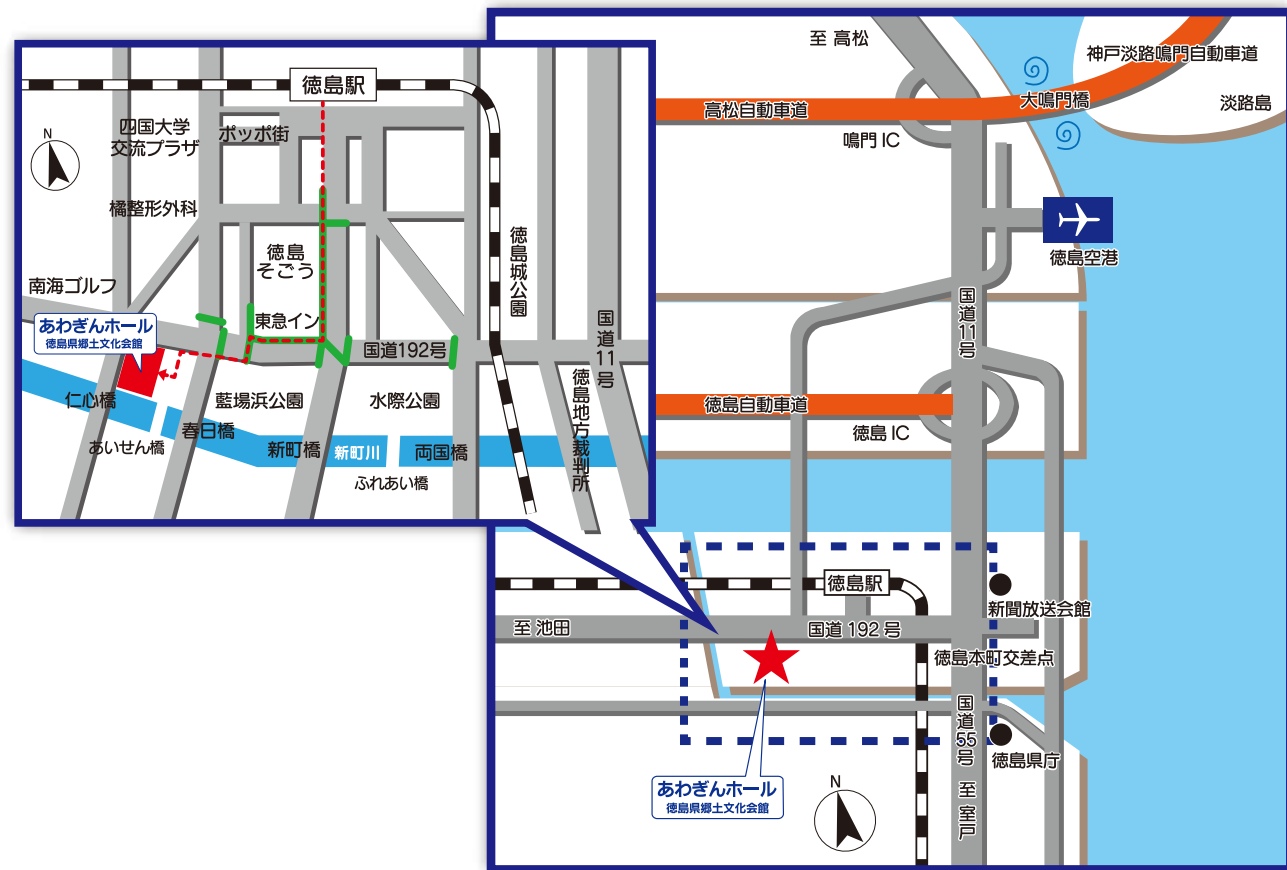 徳島駅
N
四国大学
交流プラザ
ポッポ街
橘整形外科
徳島
そごう
徳島城公園
南海ゴルフ
東急イン
あわぎんホール
徳島県郷土文化会館
国道192号
国道11号
仁心橋
藍場浜公園
水際公園
徳島地方裁判所
あいせん橋
春日橋
新町橋
新町川
両国橋
ふれあい橋
至 高松
神戸淡路鳴門自動車道
大鳴門橋
淡路島
高松自動車道
鳴門 IC
徳島空港
国道11号
徳島自動車道
徳島 IC
徳島駅
新聞放送会館
至 池田
国道 192 号
徳島本町交差点
国道55号
至 室戸
徳島県庁
あわぎんホール
徳島県郷土文化会館
N